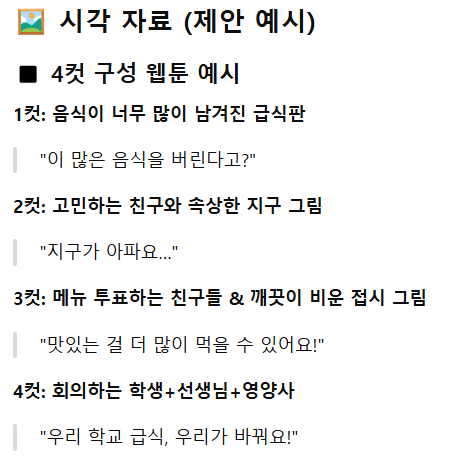 🖼️ 시각 자료 (제안 예시)
■ 4컷 구성 웹툰 예시
1컷: 음식이 너무 많이 남겨진 급식판
"이 많은 음식을 버린다고?"
2컷: 고민하는 친구와 속상한 지구 그림
"지구가 아파요…"
3컷: 메뉴 투표하는 친구들 & 깨끗이 비운 접시 그림
"맛있는 걸 더 많이 먹을 수 있어요!"
4컷: 회의하는 학생+선생님+영양사
"우리 학교 급식, 우리가 바꿔요!"